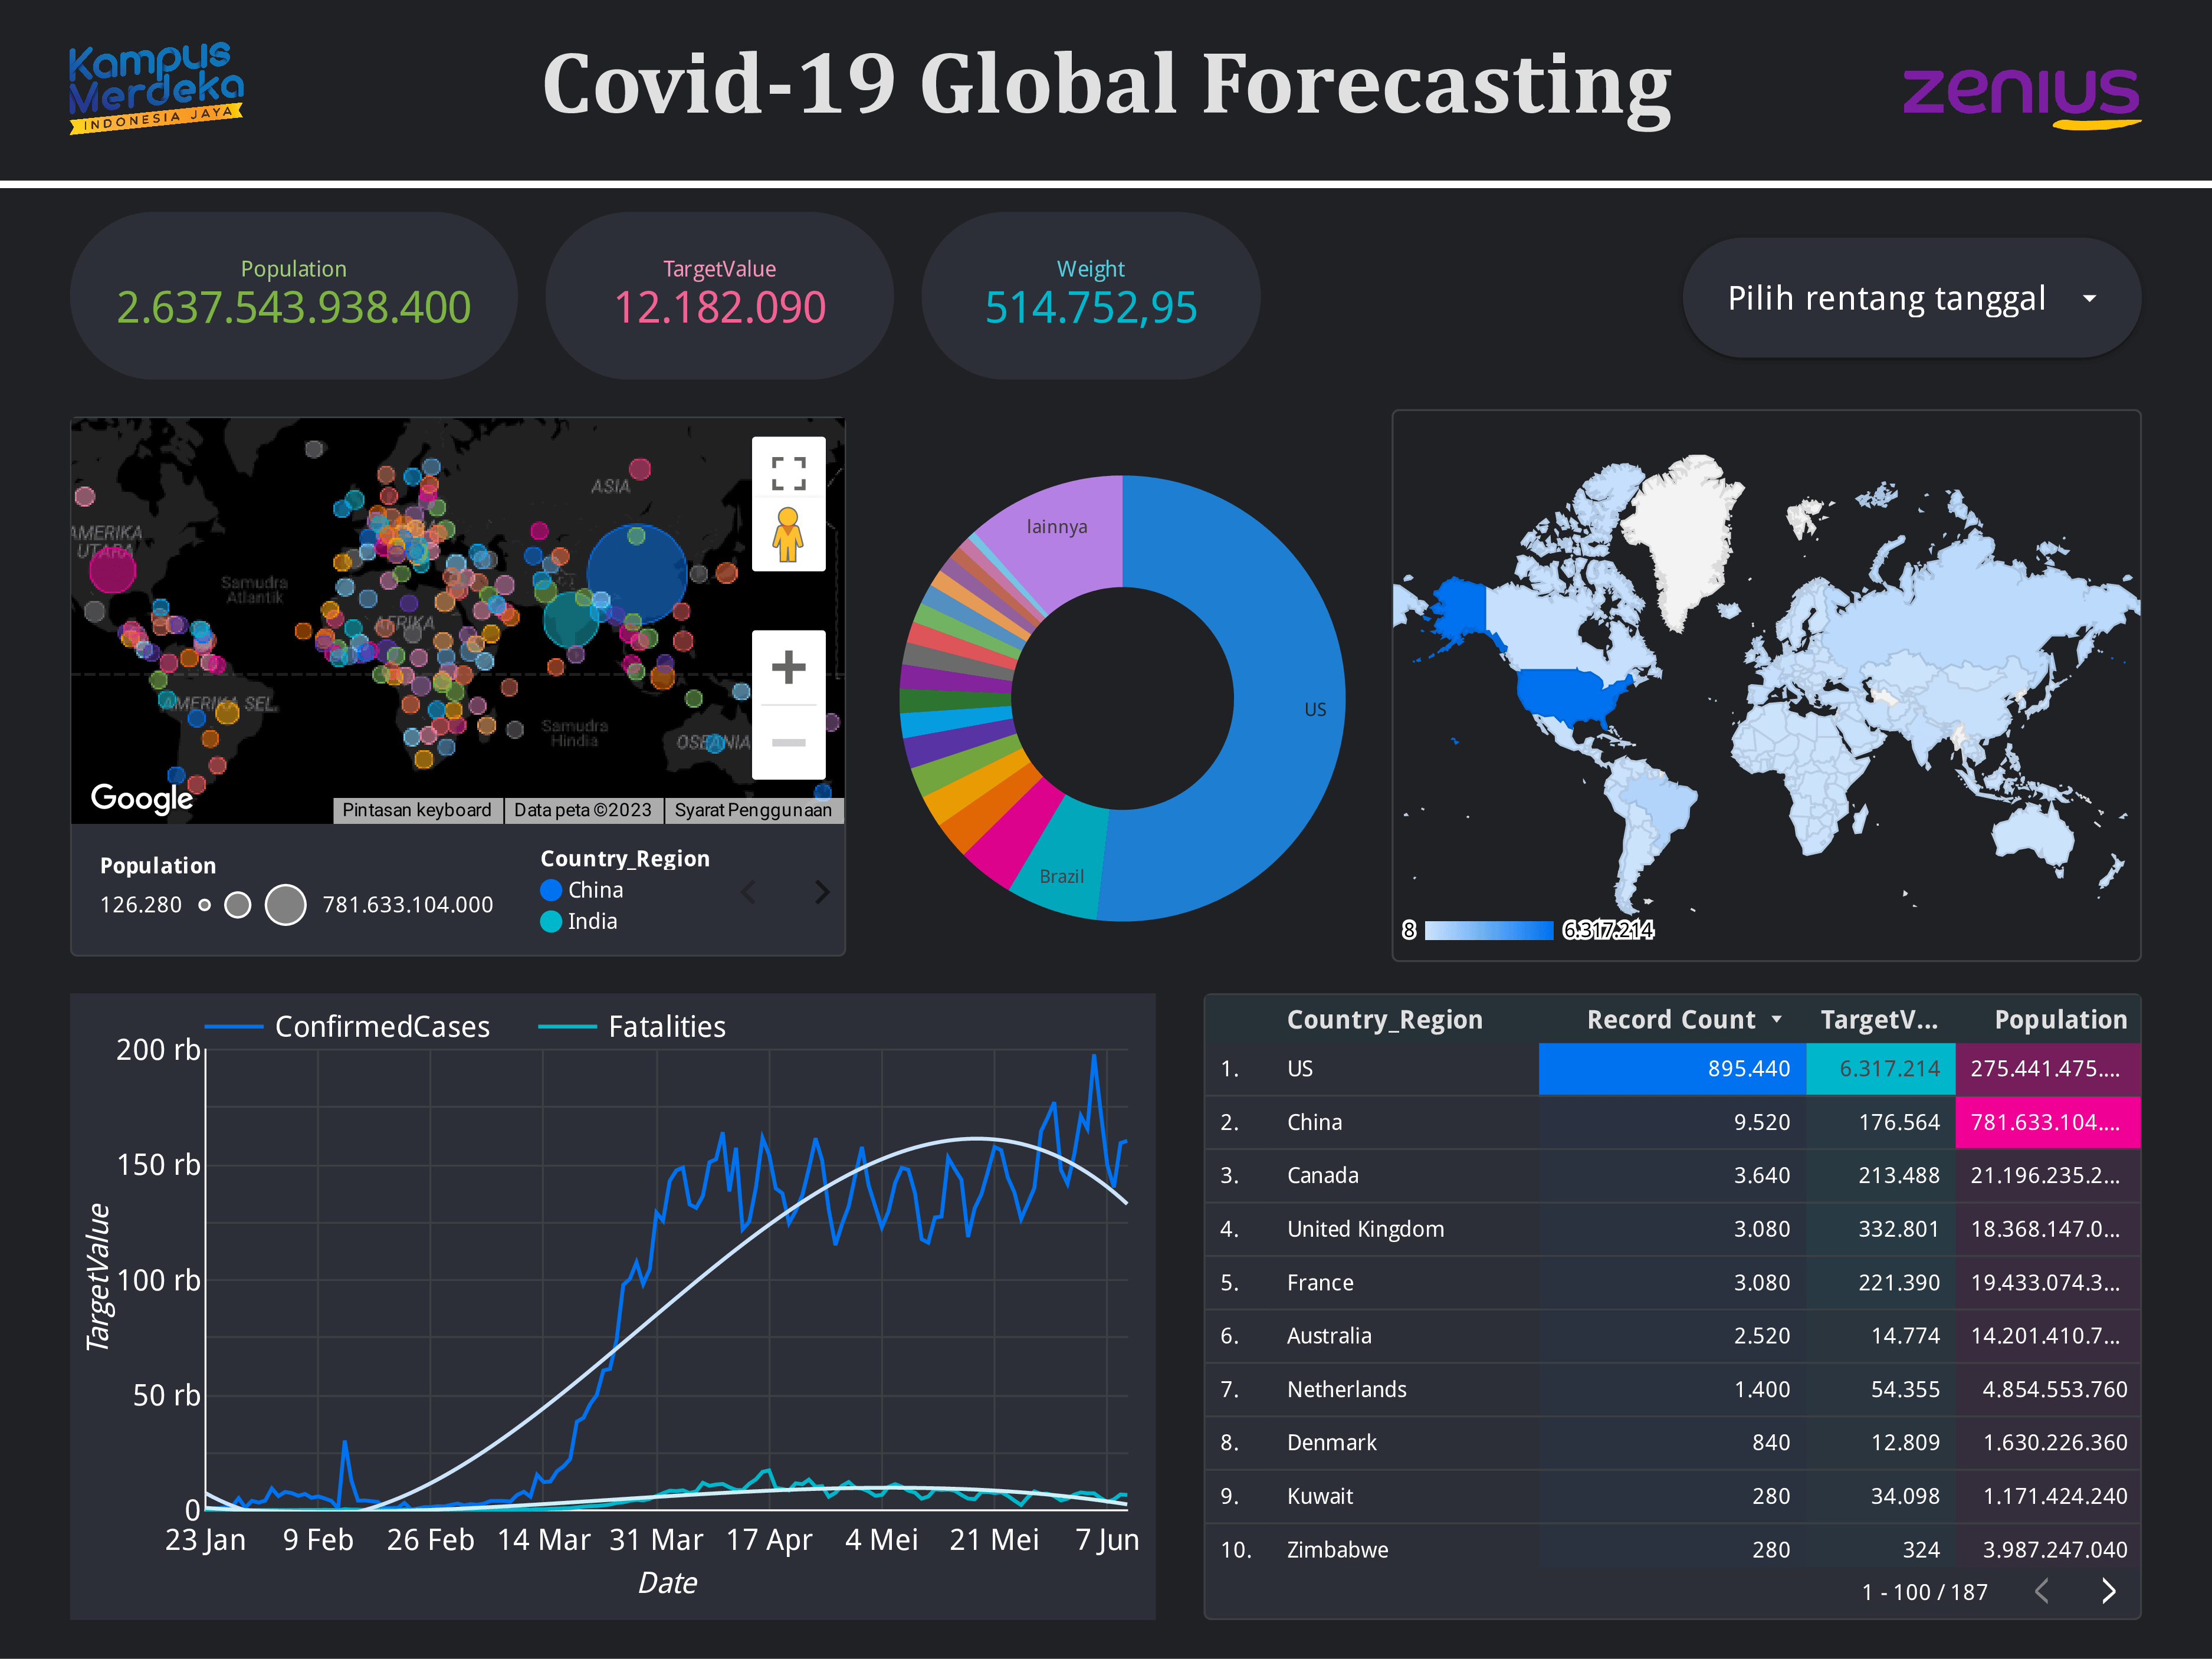 Kampus
Merdeka
INDONESIA JAYA
Covid-19 Global Forecasting
zenius
Population
2.637.543.938.400
TargetValue
12.182.090
Weight
514.752,95
Pilih rentang tanggal
ASIA
AMERIKA
UTARA
Samudra
Atlantik
AFRIKA
AMERIKA SEL.
Samudra
Hindia
OSEANIA
Google
Pintasan keyboard
Data peta ©2023
Syarat Penggunaan
Population
126.280
781.633.104.000
Country_Region
China
India
lainnya
US
Brazil
8
6.317.214
ConfirmedCases
Fatalities
TargetValue
200 rb
150 rb
100 rb
50 rb
0
23 Jan
9 Feb
26 Feb
14 Mar
31 Mar
17 Apr
4 Mei
21 Mei
7 Jun
Date
Country_Region Record Count TargetV... Population
1. US 895.440 6.317.214 275.441.475....
2. China 9.520 176.564 781.633.104....
3. Canada 3.640 213.488 21.196.235.2...
4. United Kingdom 3.080 332.801 18.368.147.0...
5. France 3.080 221.390 19.433.074.3...
6. Australia 2.520 14.774 14.201.410.7...
7. Netherlands 1.400 54.355 4.854.553.760
8. Denmark 840 12.809 1.630.226.360
9. Kuwait 280 34.098 1.171.424.240
10. Zimbabwe 280 324 3.987.247.040
1 - 100 / 187